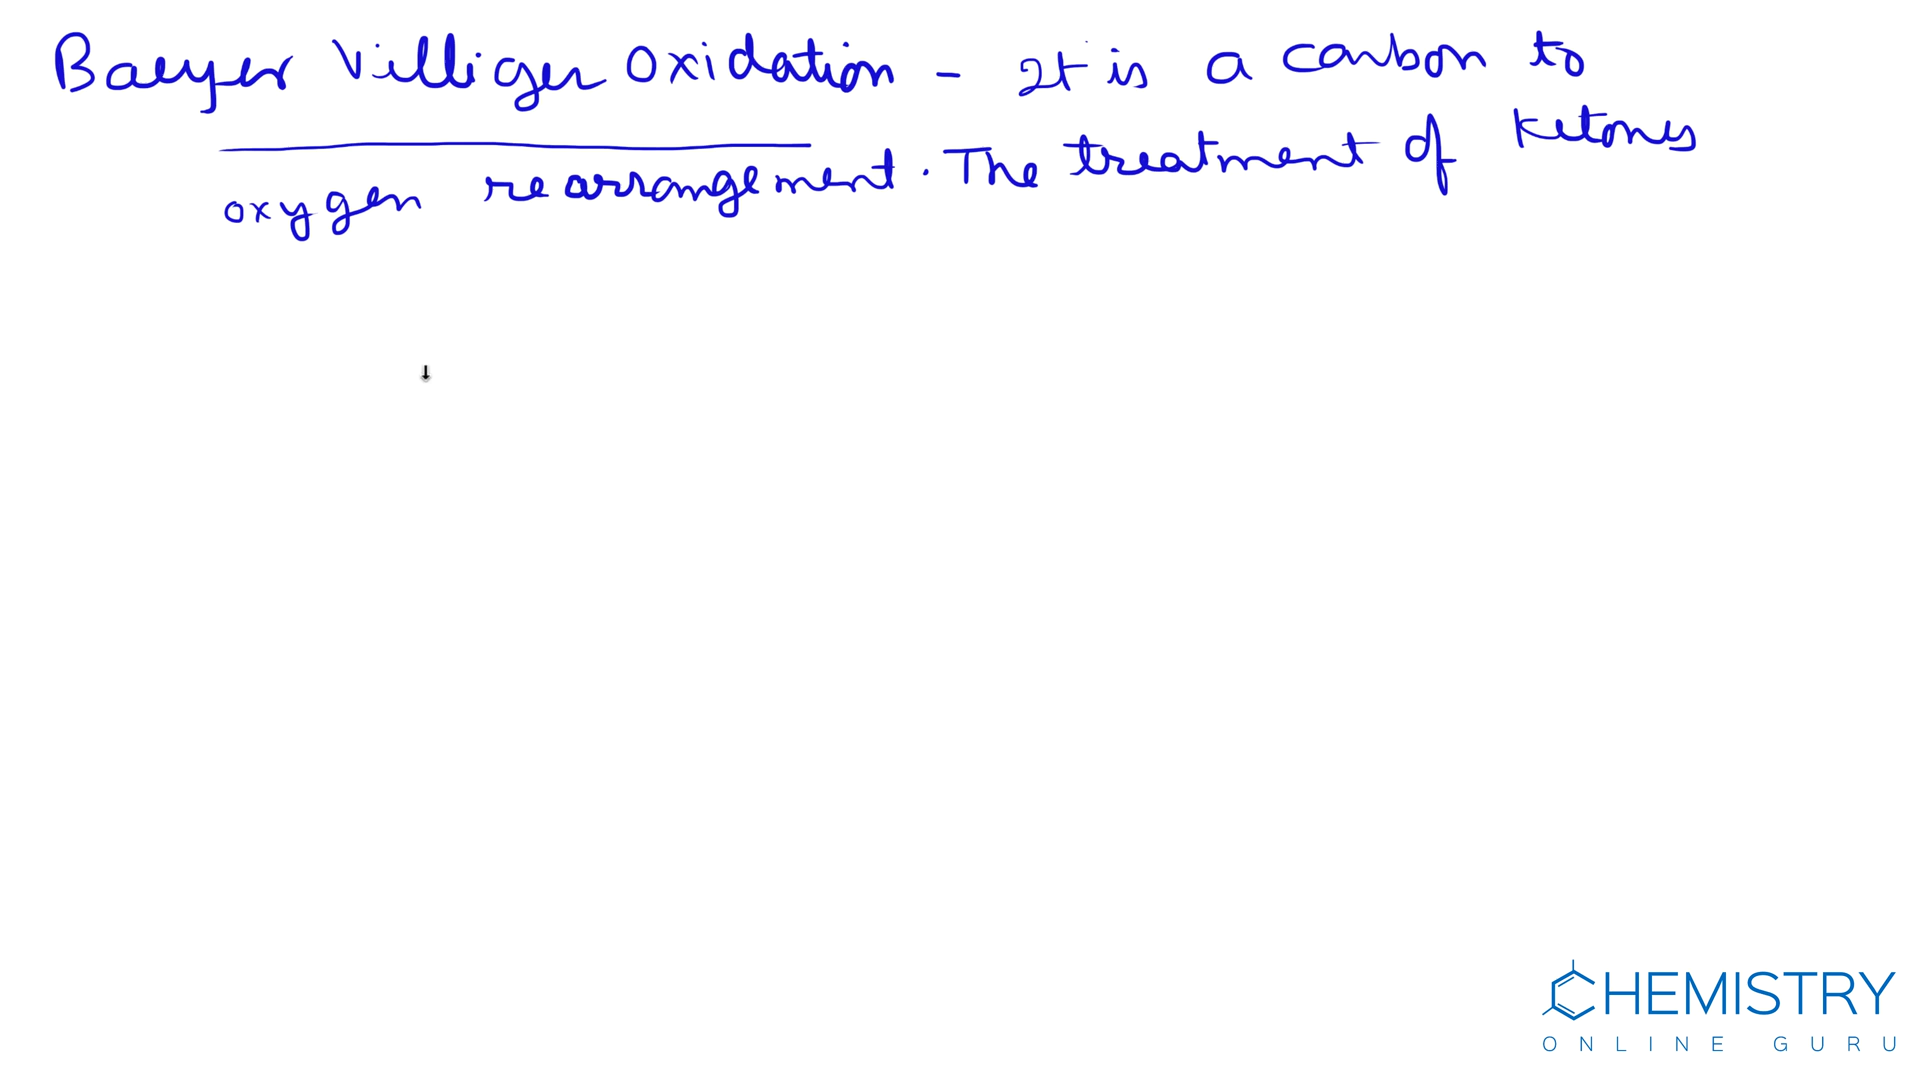 Baeyer Villiger Oxidation - It is a carbon to
oxygen rearrangement. The treatment of ketones
CHEMISTRY
ONLINE GURU